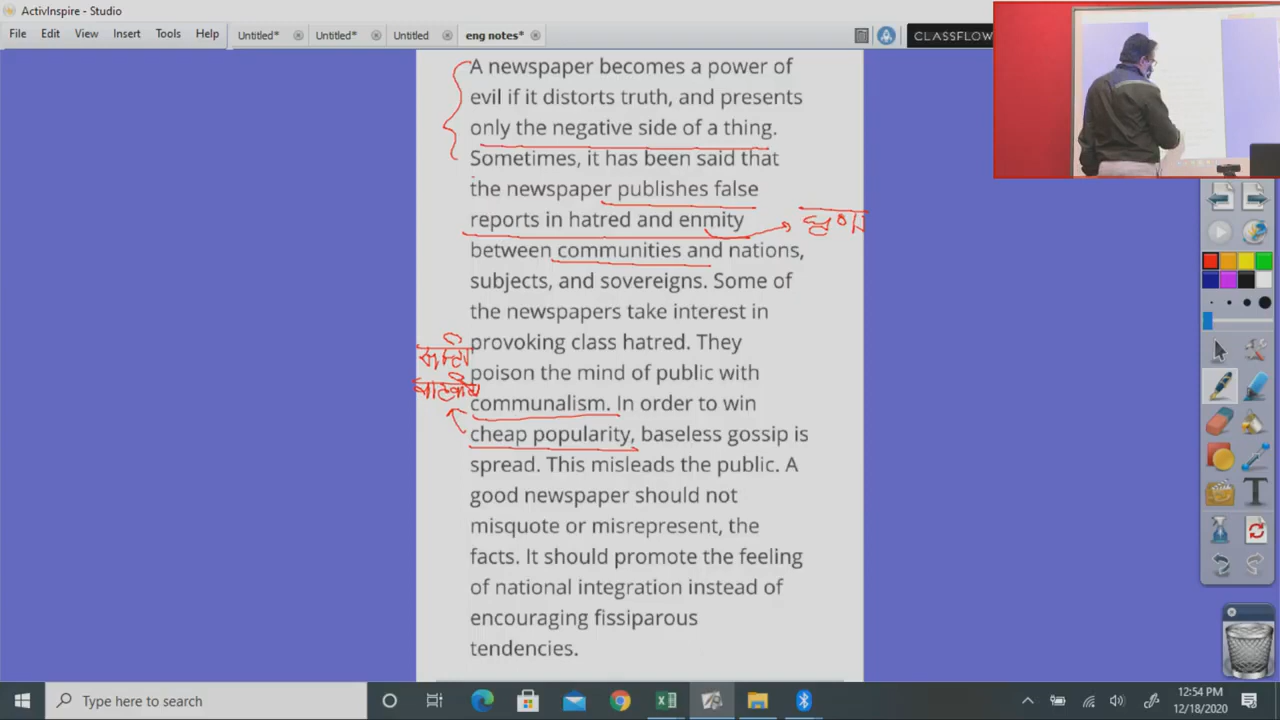 ActivInspire - Studio
File Edit View Insert Tools Help Untitled* Untitled* Untitled eng notes* CLASSFLOW
A newspaper becomes a power of
evil if it distorts truth, and presents
only the negative side of a thing.
Sometimes, it has been said that
the newspaper publishes false
reports in hatred and enmity
between communities and nations,
subjects, and sovereigns. Some of
the newspapers take interest in
provoking class hatred. They
poison the mind of public with
communalism. In order to win
cheap popularity, baseless gossip is
spread. This misleads the public. A
good newspaper should not
misquote or misrepresent, the
facts. It should promote the feeling
of national integration instead of
encouraging fissiparous
tendencies.
Type here to search
12:54 PM
12/18/2020